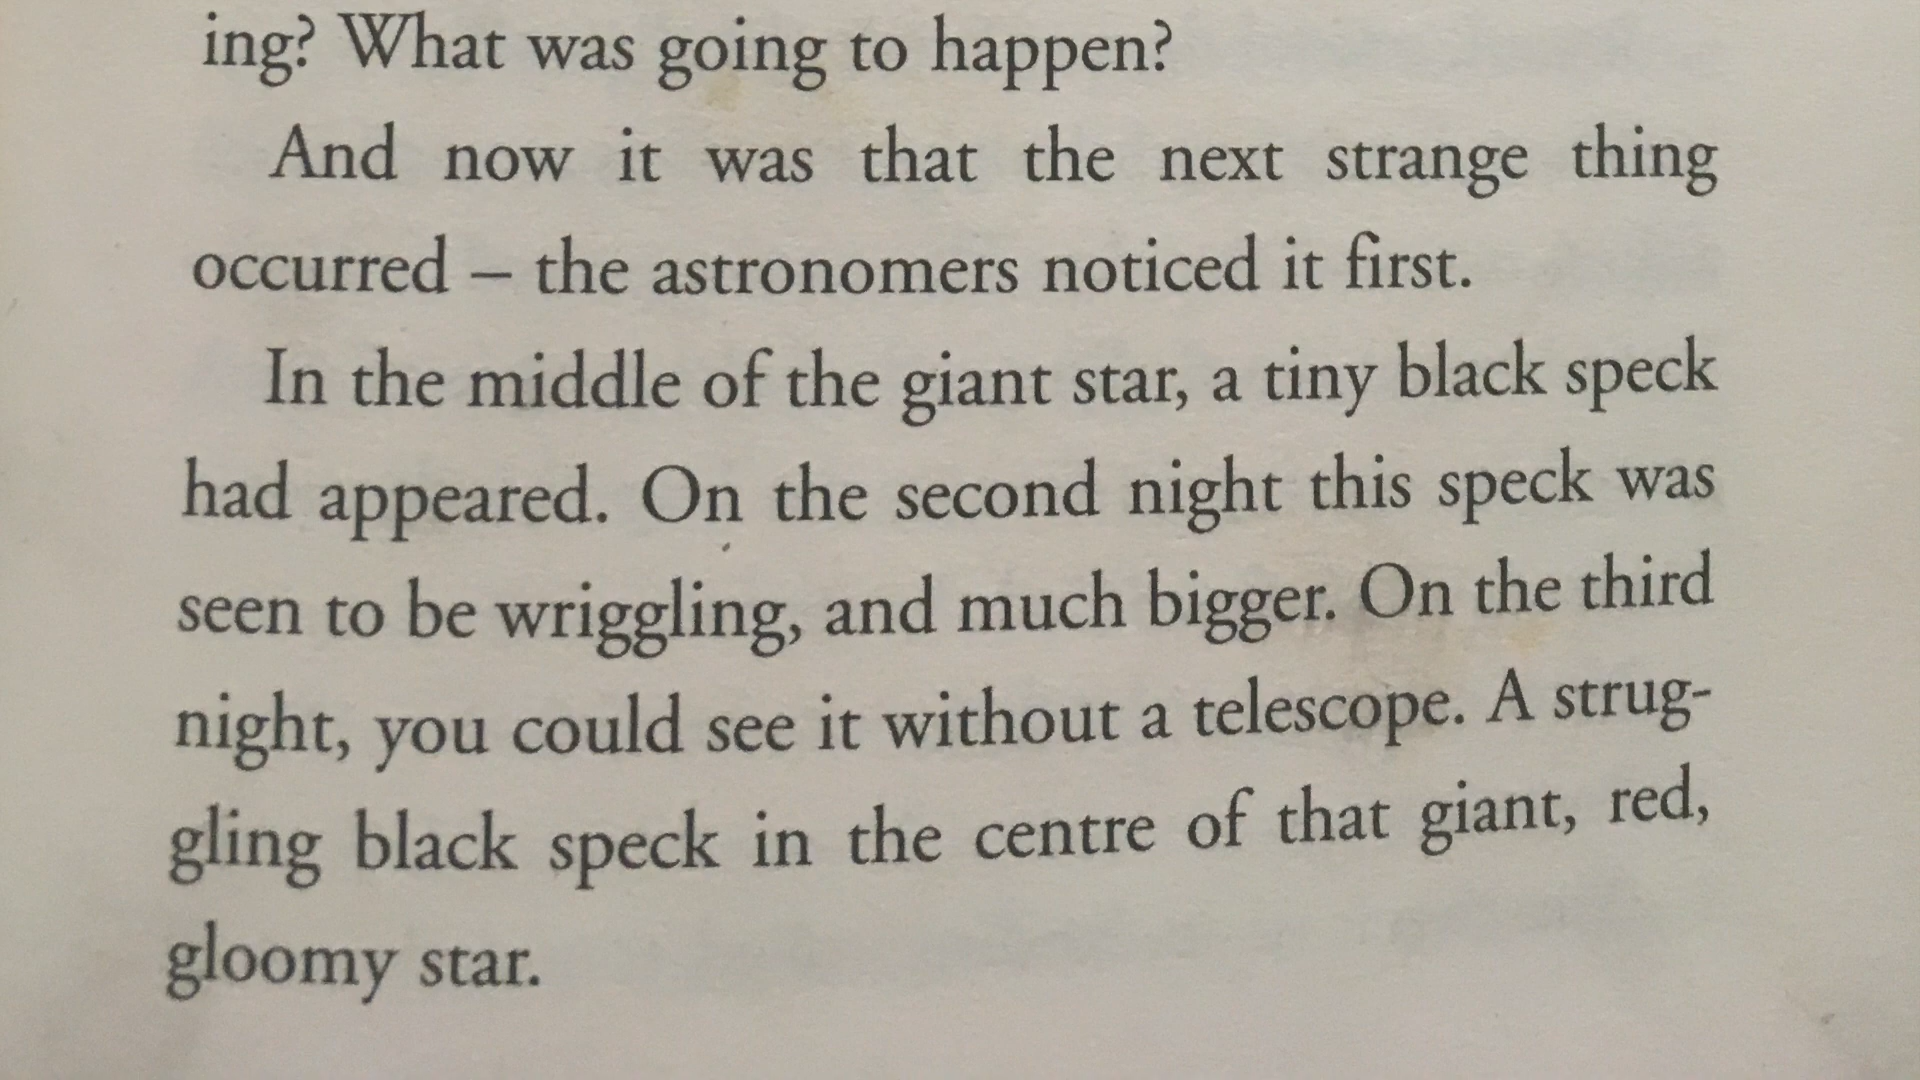 ing? What was going to happen?
And now it was that the next strange thing
occurred – the astronomers noticed it first.
In the middle of the giant star, a tiny black speck
had appeared. On the second night this speck was
seen to be wriggling, and much bigger. On the third
night, you could see it without a telescope. A strug-
gling black speck in the centre of that giant, red,
gloomy star.